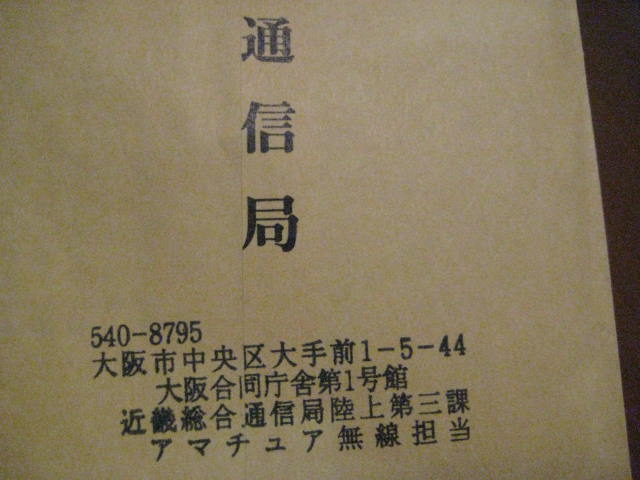 通信局
540-8795
大阪市中央区大手前1-5-44
大阪合同庁舎第1号館
近畿総合通信局陸上第三課
アマチュア無線担当